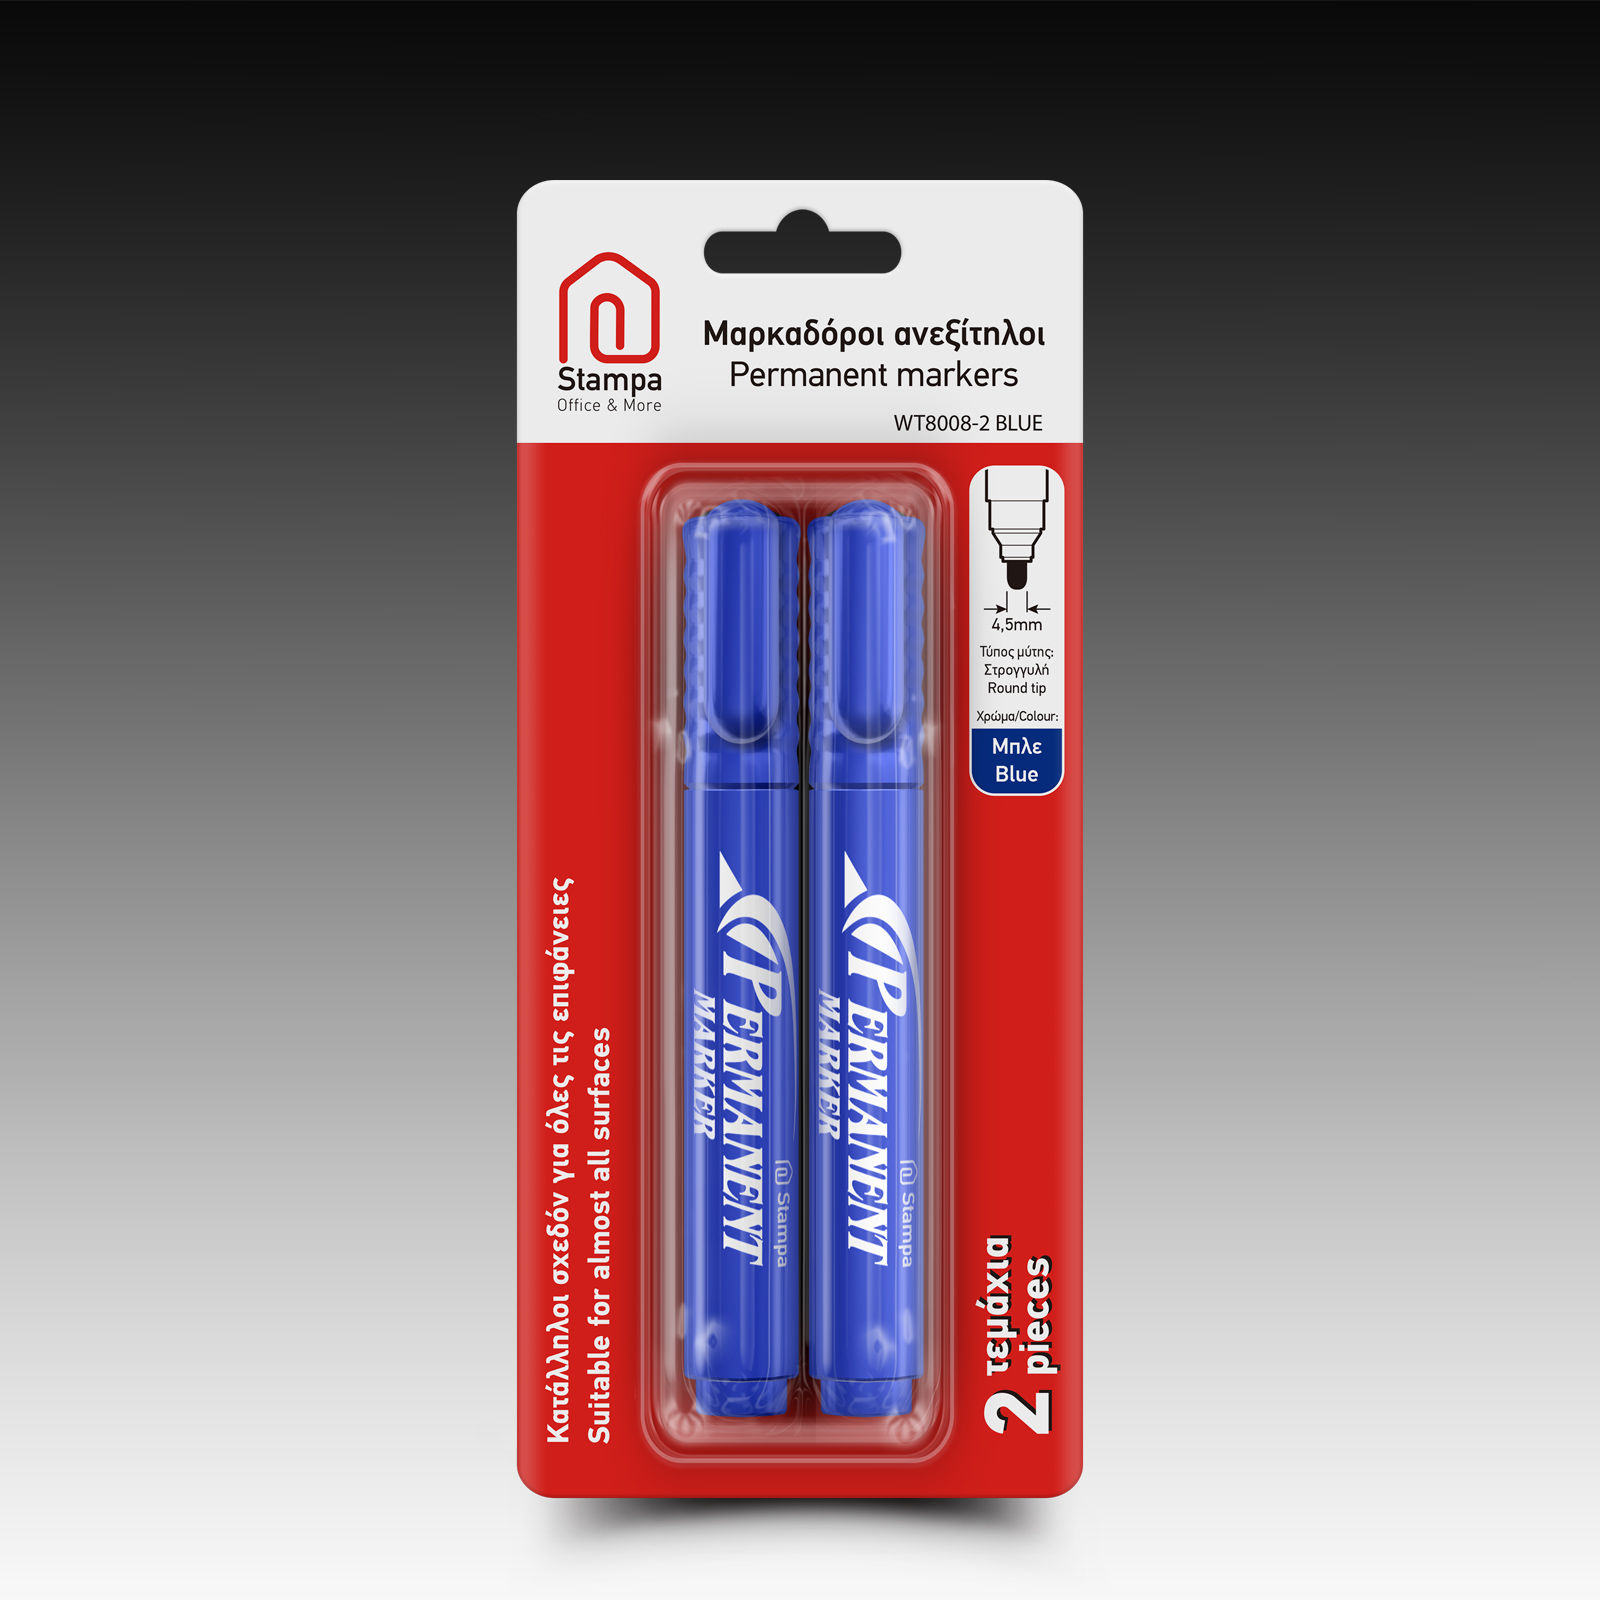 Stampa
Office & More
Μαρκαδόροι ανεξίτηλοι
Permanent markers
WT8008-2 BLUE
4,5mm
Τύπος μύτης:
Στρογγυλή
Round tip
Χρώμα/Colour:
Μπλε
Blue
Κατάλληλοι σχεδόν για όλες τις επιφάνειες
Suitable for almost all surfaces
PERMANENT
MARKER
Stampa
PERMANENT
MARKER
Stampa
2 τεμάχια
pieces